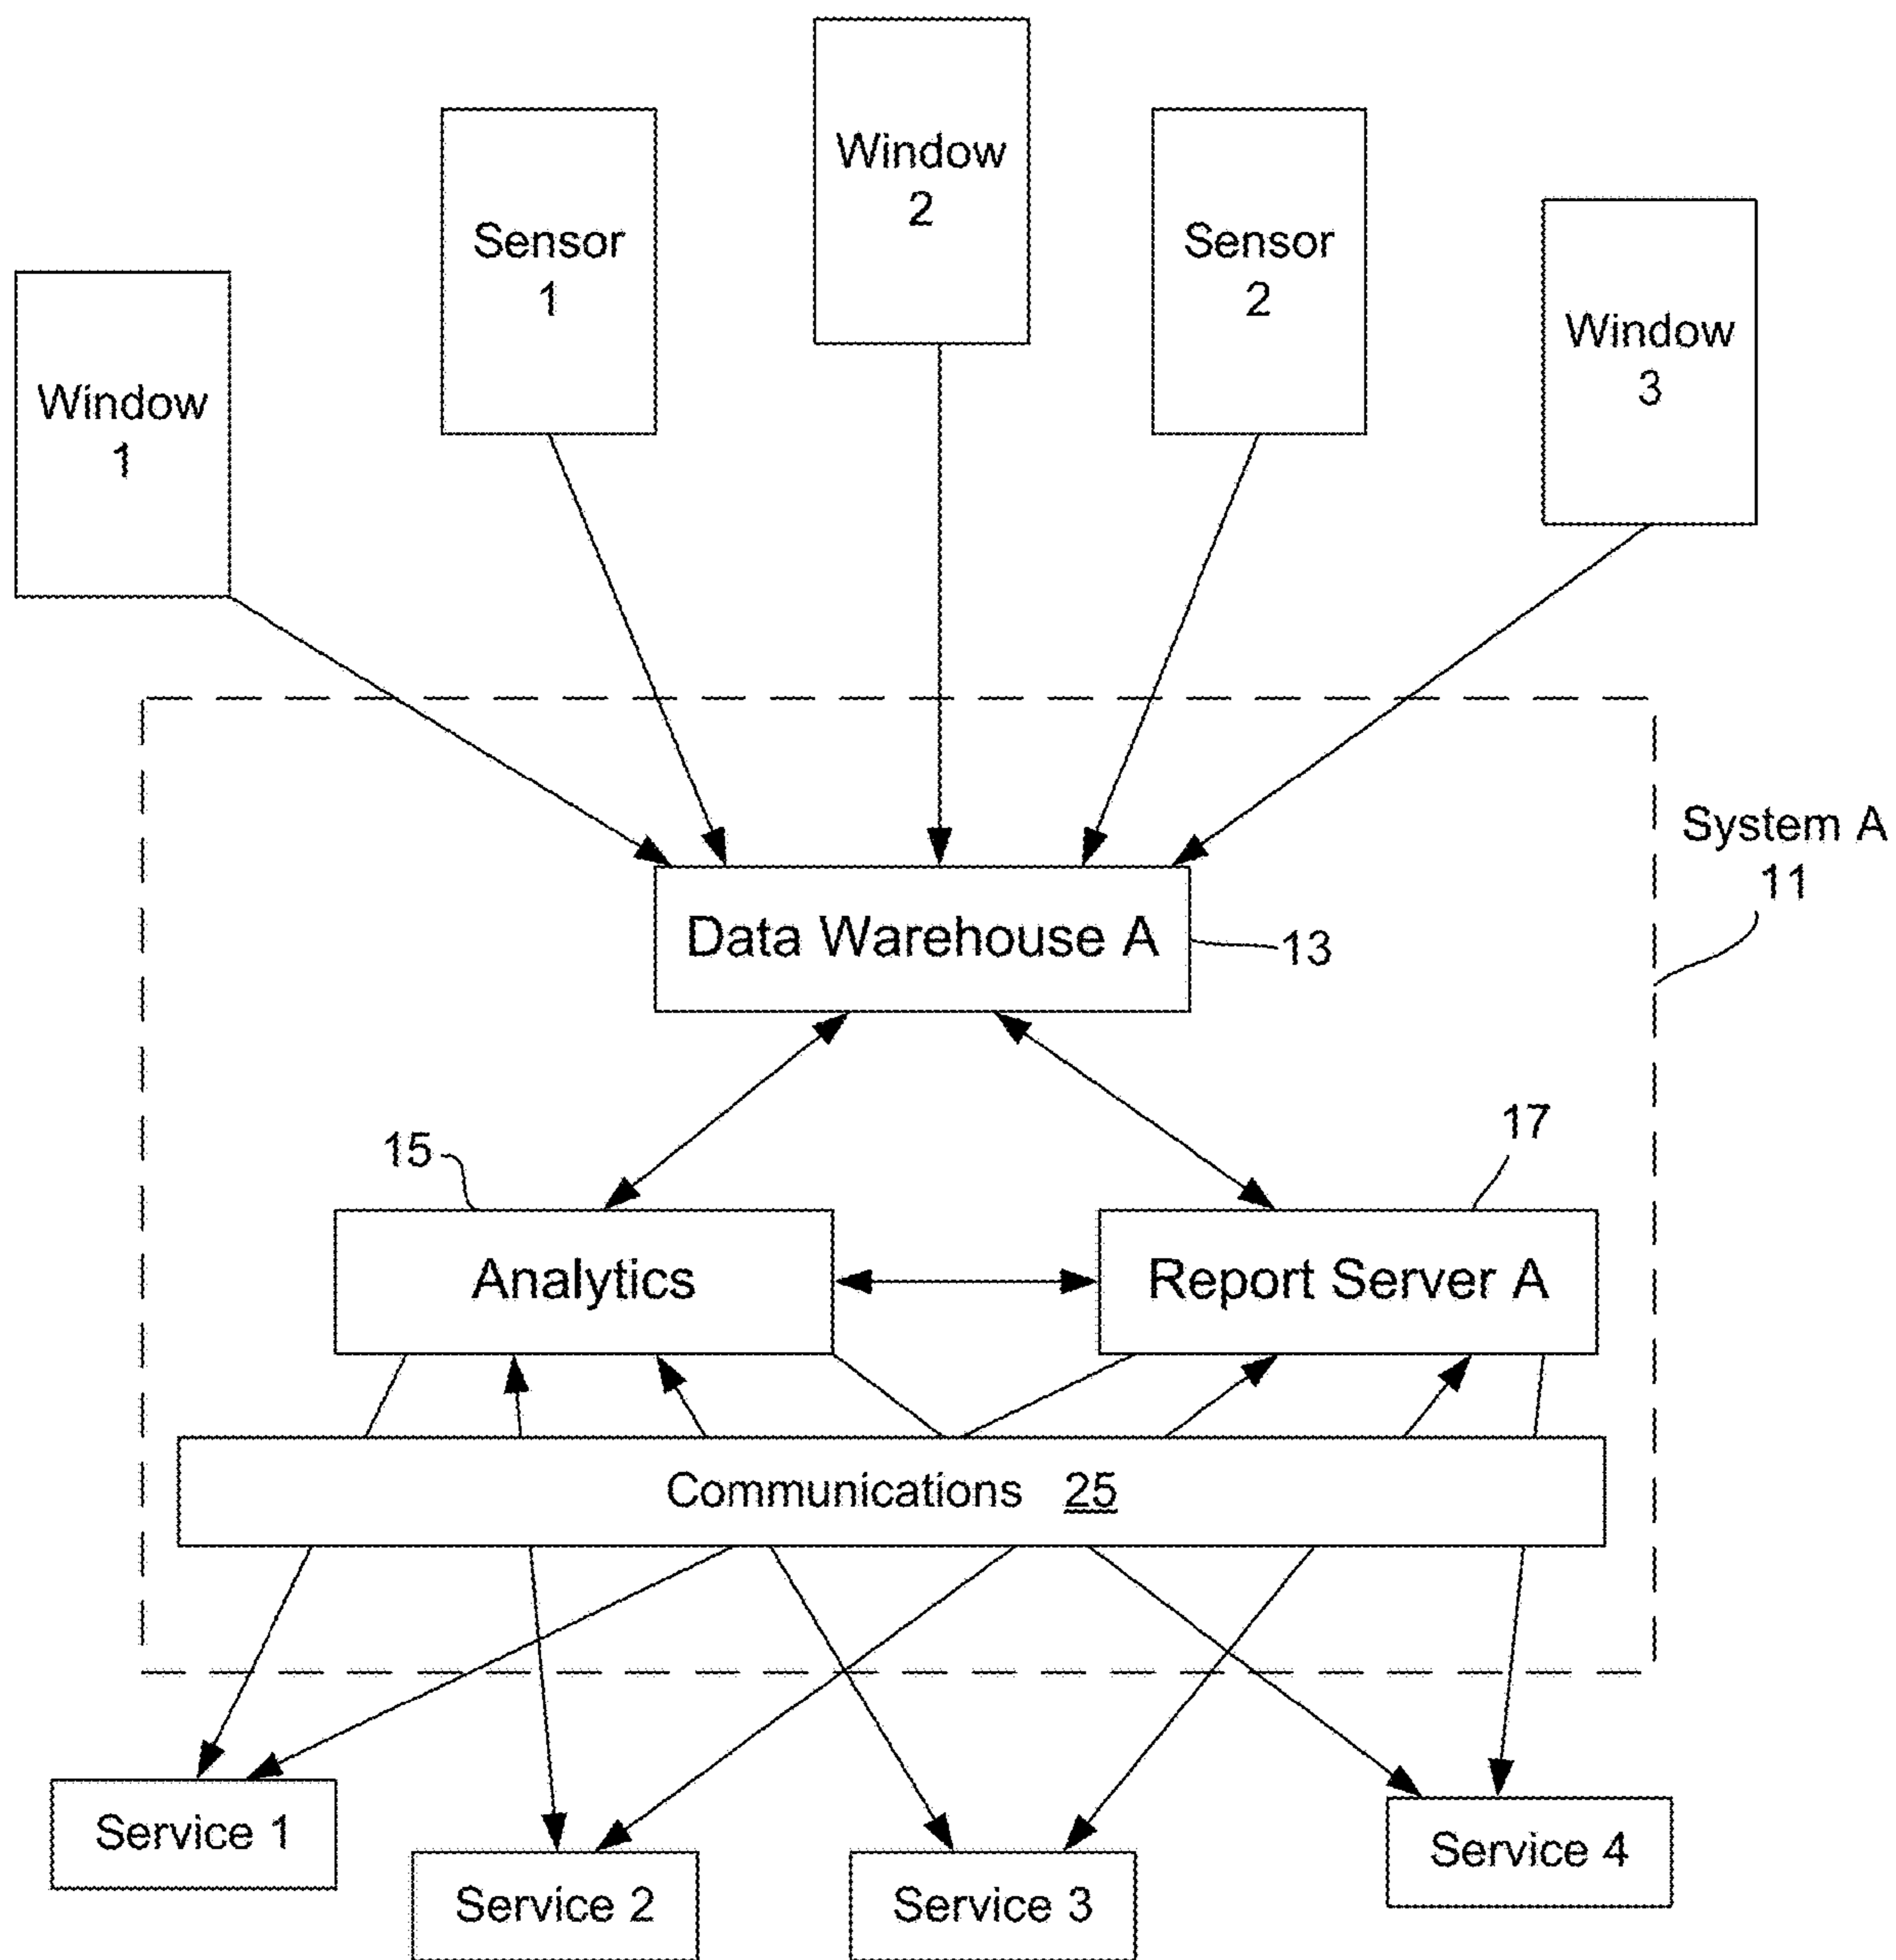 Window
2
Sensor
1
Sensor
2
Window
3
Window
1
System A
11
Data Warehouse A
13
15
17
Analytics
Report Server A
Communications 25
Service 1
Service 2
Service 3
Service 4